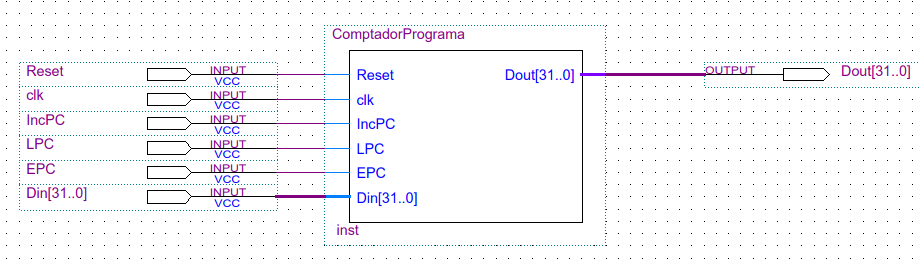 ComptadorPrograma
Reset INPUT VCC Reset Dout[31..0] OUTPUT Dout[31..0]
clk INPUT VCC clk
IncPC INPUT VCC IncPC
LPC INPUT VCC LPC
EPC INPUT VCC EPC
Din[31..0] INPUT VCC Din[31..0]
inst